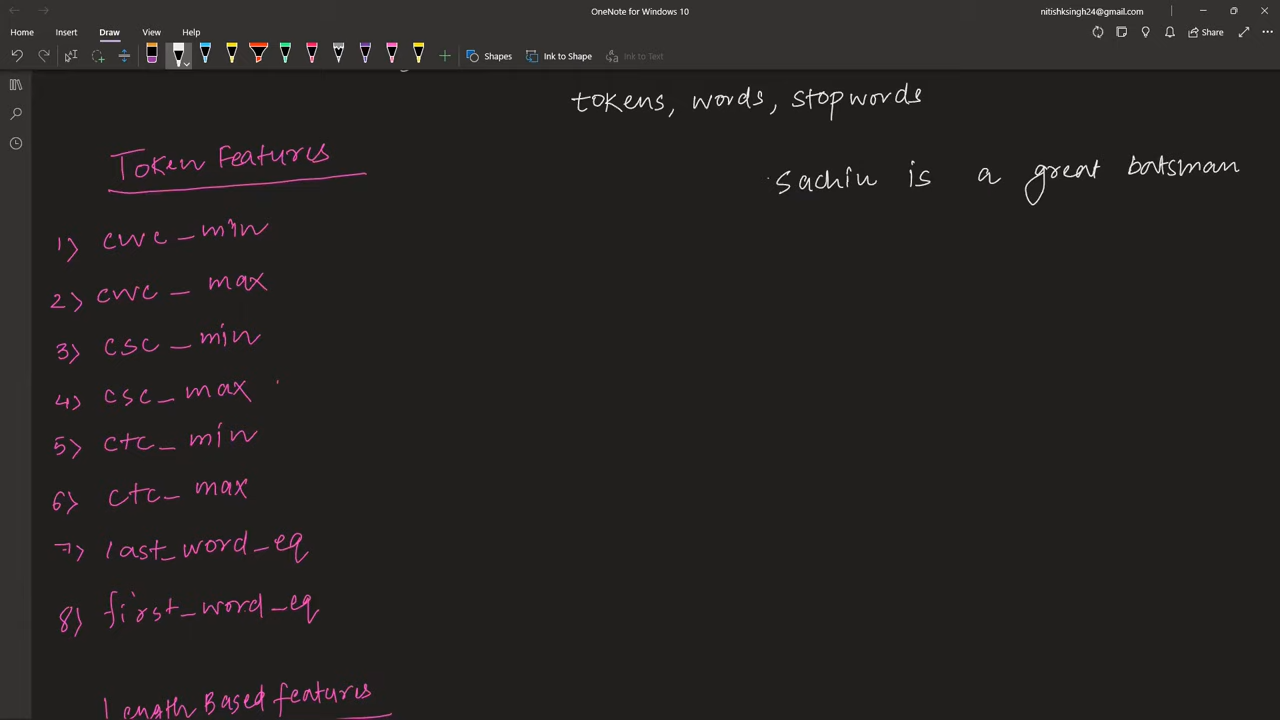 OneNote for Windows 10
nitishksingh24@gmail.com
Home Insert Draw View Help
Share
Shapes Ink to Shape Ink to Text
tokens, words, stopwords
Token Features
sachin is a great batsman
1) cwc_min
2) cwc_max
3) csc_min
4) csc_max
5) ctc_min
6) ctc_max
7) last_word_eq
8) first_word_eq
Length Based features